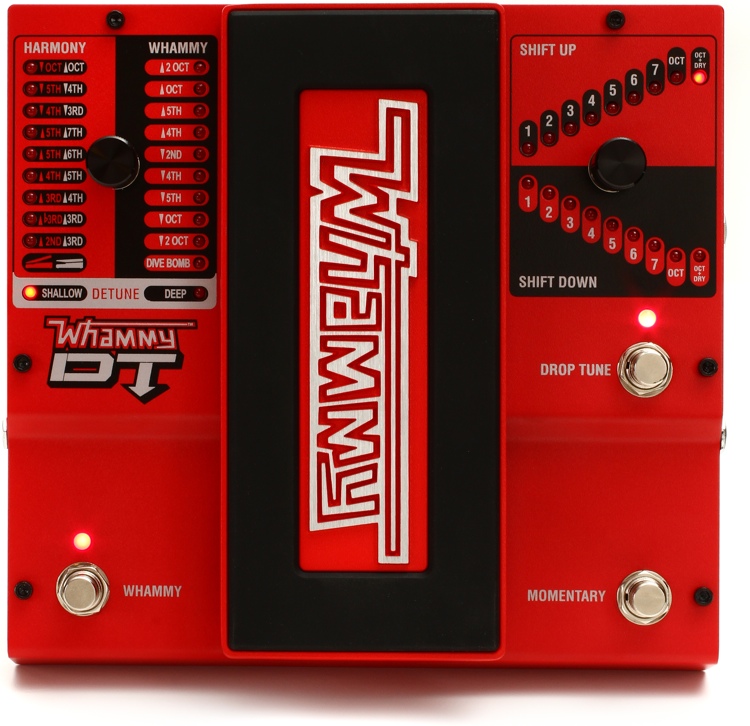 HARMONY
WHAMMY
▼OCT ▲OCT
▼5TH ▼4TH
▼4TH ▼3RD
▲5TH ▲7TH
▲5TH ▲6TH
▲4TH ▲5TH
▲3RD ▲4TH
▲♭3RD ▲3RD
▲2ND ▲3RD
▲2 OCT
▲OCT
▲5TH
▲4TH
▼2ND
▼4TH
▼5TH
▼OCT
▼2 OCT
DIVE BOMB
SHALLOW DETUNE DEEP
Whammy™
DT
WHAMMY
Whammy
SHIFT UP
1 2 3 4 5 6 7 OCT OCT + DRY
1 2 3 4 5 6 7 OCT OCT + DRY
SHIFT DOWN
DROP TUNE
MOMENTARY